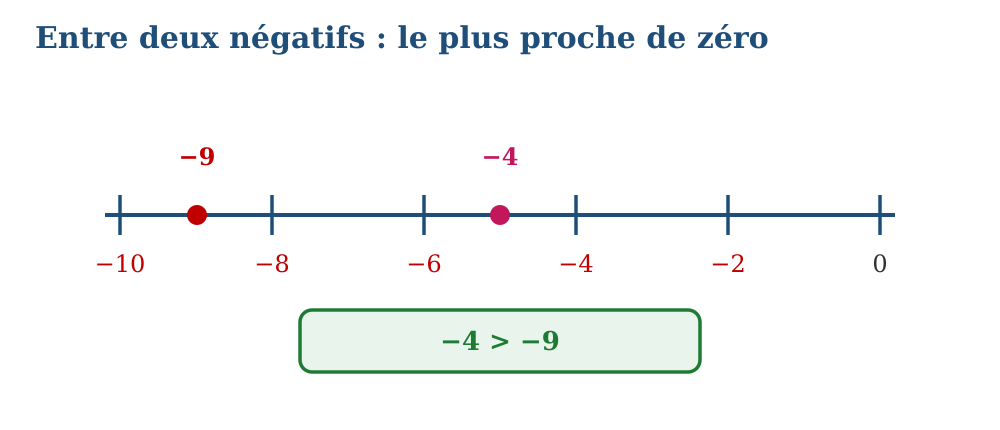 Entre deux négatifs : le plus proche de zéro
−9 −4
−10 −8 −6 −4 −2 0
−4 > −9